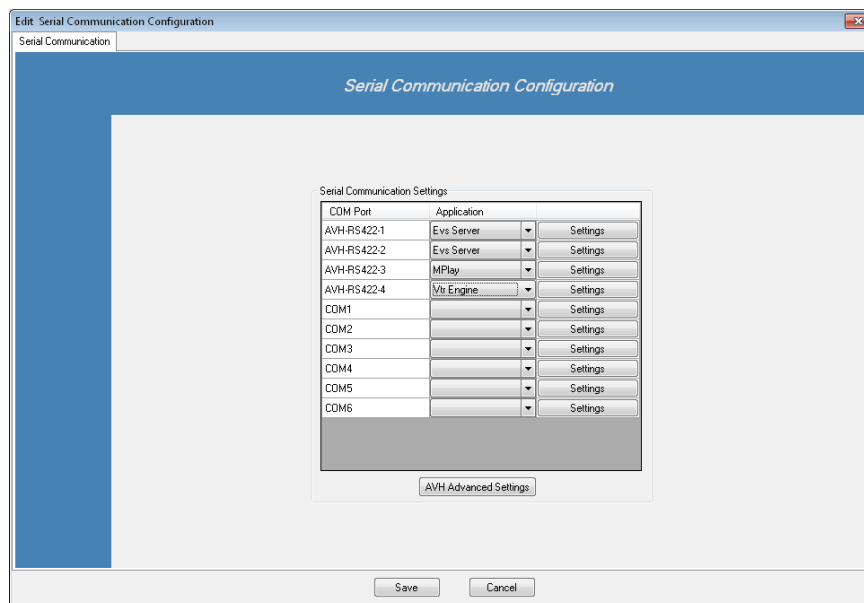 Edit Serial Communication Configuration
Serial Communication
Serial Communication Configuration
Serial Communication Settings
COM Port Application
AVH-RS422-1 Evs Server Settings
AVH-RS422-2 Evs Server Settings
AVH-RS422-3 MPlay Settings
AVH-RS422-4 Vtr Engine Settings
COM1 Settings
COM2 Settings
COM3 Settings
COM4 Settings
COM5 Settings
COM6 Settings
AVH Advanced Settings
Save Cancel